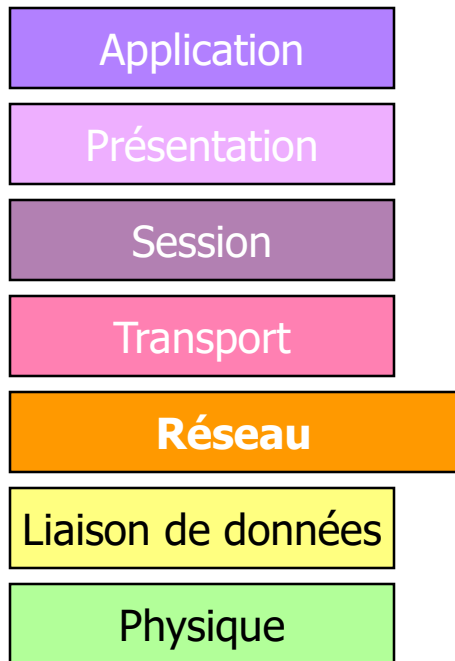 Application
Présentation
Session
Transport
Réseau
Liaison de données
Physique